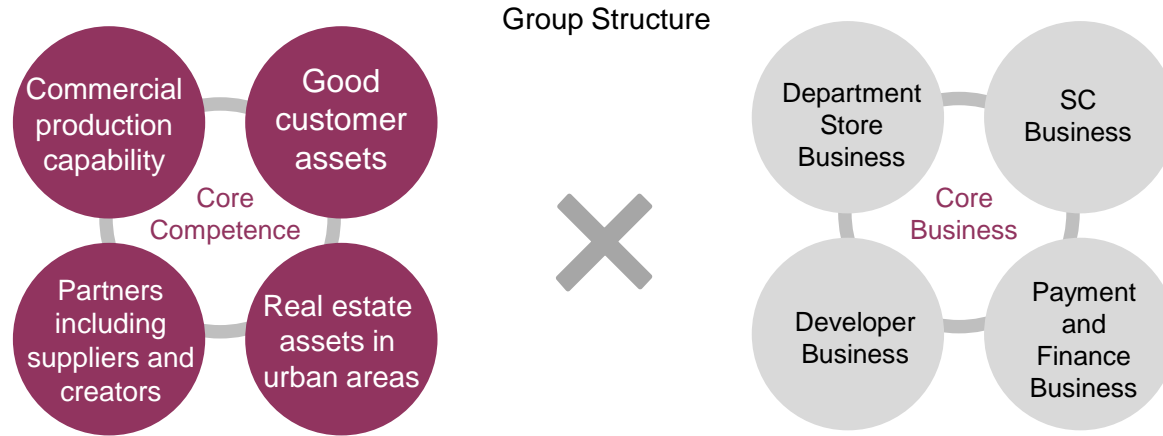 Group Structure
Commercial
production
capability
Good
customer
assets
Core
Competence
Partners
including
suppliers and
creators
Real estate
assets in
urban areas
Department
Store
Business
SC
Business
Core
Business
Developer
Business
Payment
and
Finance
Business